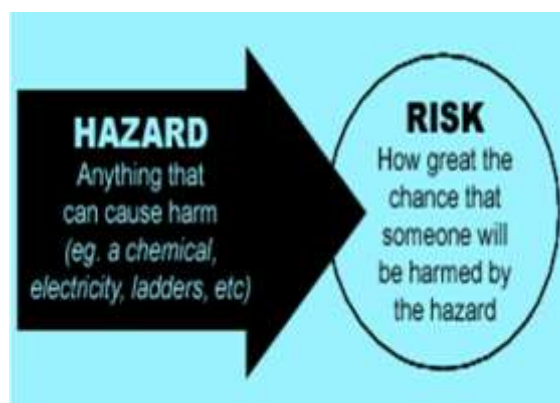 HAZARD
Anything that
can cause harm
(eg. a chemical,
electricity, ladders, etc)
RISK
How great the
chance that
someone will
be harmed by
the hazard